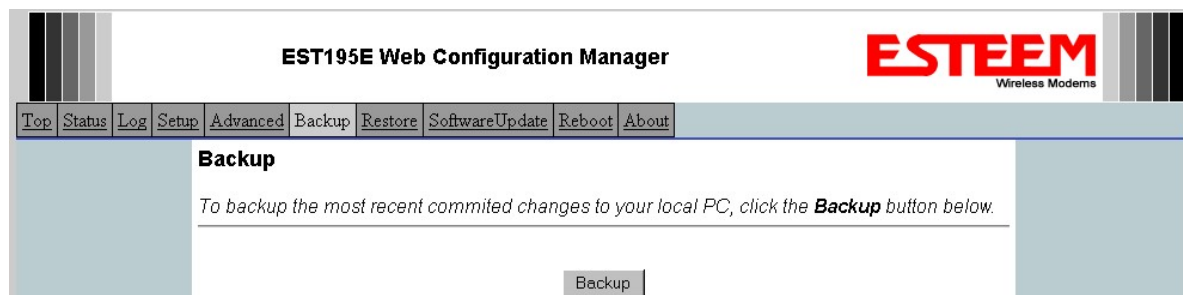 EST195E Web Configuration Manager
ESTEEM
Wireless Modems
Top Status Log Setup Advanced Backup Restore SoftwareUpdate Reboot About
Backup
To backup the most recent commited changes to your local PC, click the Backup button below.
Backup